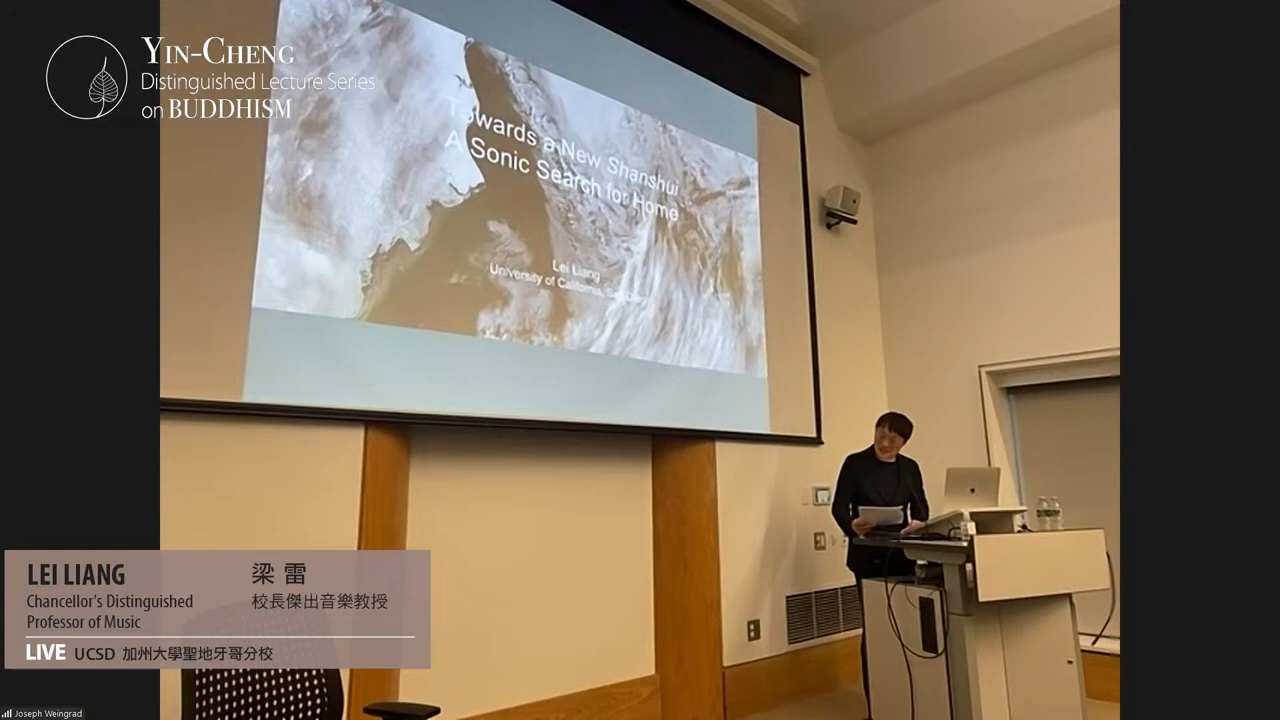 YIN-CHENG
Distinguished Lecture Series
on BUDDHISM
Towards a New Shanshui
A Sonic Search for Home
Lei Liang
University of California,
LEI LIANG
梁雷
Chancellor's Distinguished
Professor of Music
校長傑出音樂教授
LIVE UCSD 加州大學聖地牙哥分校
Joseph Weingrad